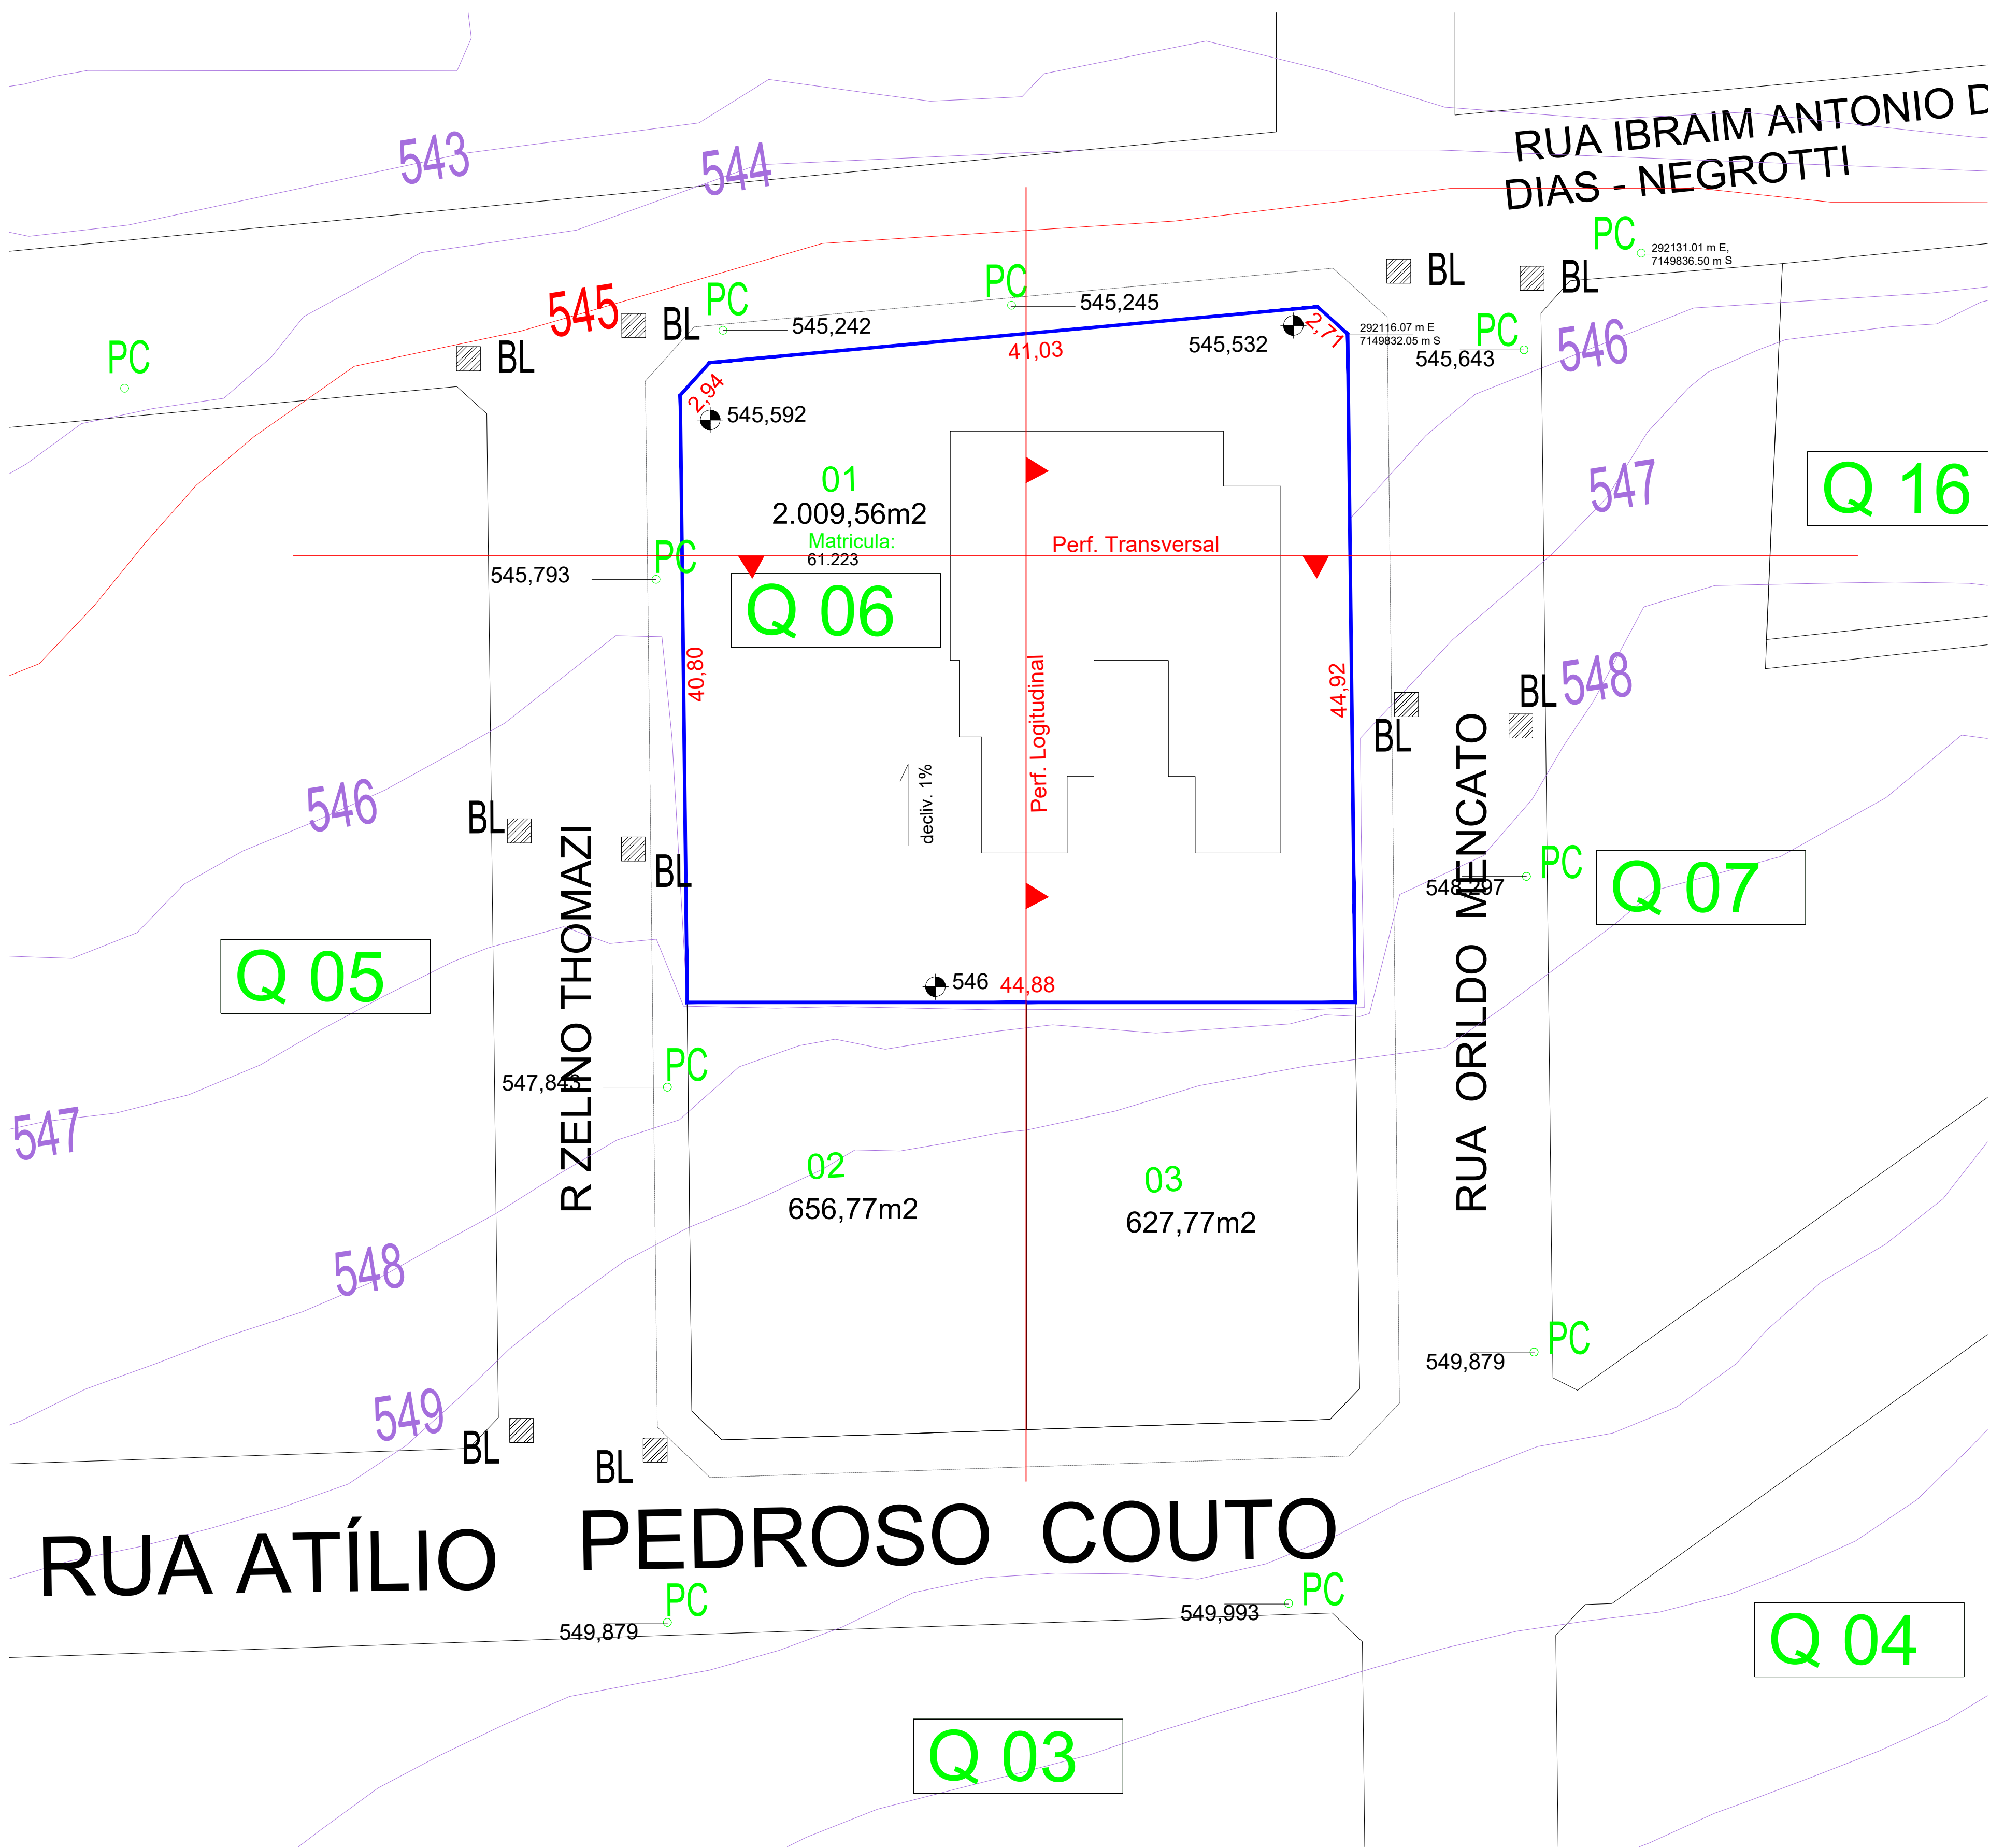 543
544
RUA IBRAIM ANTONIO D
DIAS - NEGROTTI
PC
292131.01 m E,
7149836.50 m S
BL
BL
545
PC
545,242
BL
PC
545,245
41,03
545,532
2,71
292116.07 m E
7149832.05 m S
PC
545,643
546
PC
BL
2,94
545,592
547
Q 16
01
2.009,56m2
Matricula:
61.223
Perf. Transversal
PC
545,793
Q 06
40,80
Perf. Logitudinal
44,92
548
BL
BL
decliv. 1%
546
BL
BL
R ZELINO THOMAZI
RUA ORILDO MENCATO
PC
548,297
Q 07
Q 05
546
44,88
PC
547,843
547
02
656,77m2
03
627,77m2
548
549
PC
549,879
BL
BL
RUA ATÍLIO PEDROSO COUTO
PC
549,879
PC
549,993
Q 04
Q 03